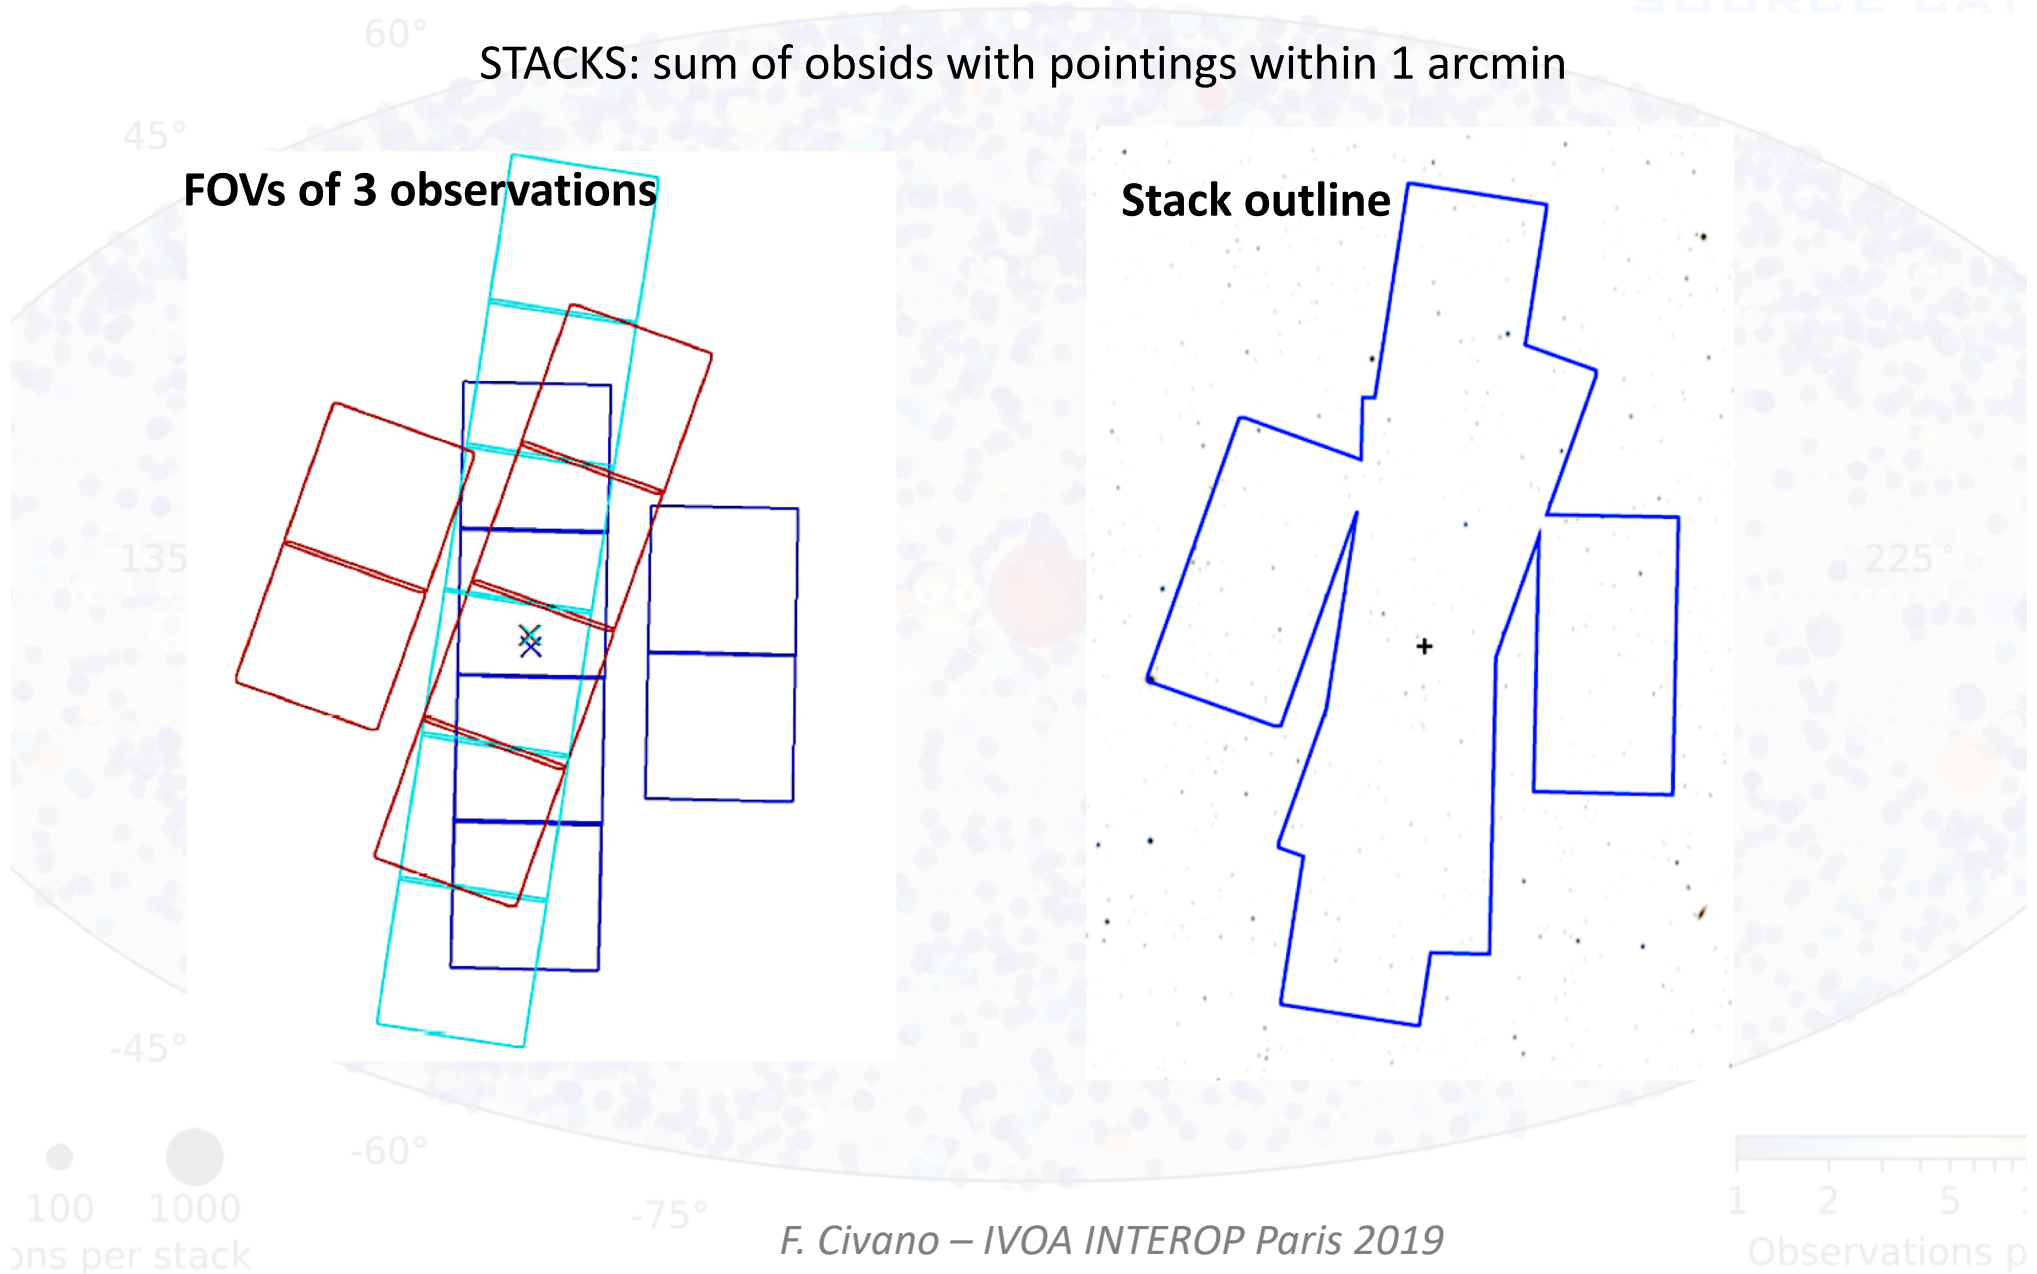 60°
STACKS: sum of obsids with pointings within 1 arcmin
45°
FOVs of 3 observations
Stack outline
135
225°
-45°
-60°
100 1000
1 2 5
-75°
F. Civano – IVOA INTEROP Paris 2019
ons per stack
Observations p